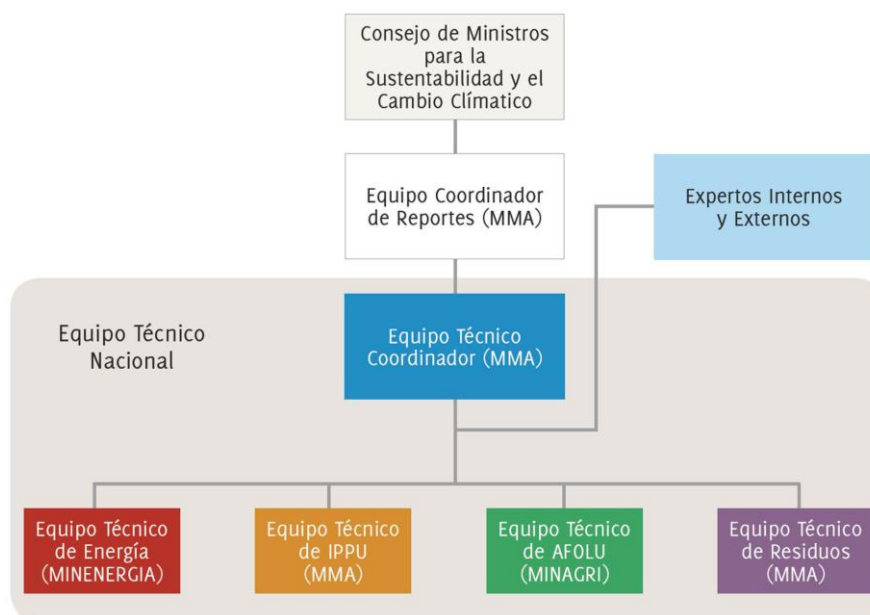 Consejo de Ministros
para la
Sustentabilidad y el
Cambio Clímatico
Equipo Coordinador
de Reportes (MMA)
Expertos Internos
y Externos
Equipo Técnico
Nacional
Equipo Técnico
Coordinador (MMA)
Equipo Técnico
de Energía
(MINENERGIA)
Equipo Técnico
de IPPU
(MMA)
Equipo Técnico
de AFOLU
(MINAGRI)
Equipo Técnico
de Residuos
(MMA)